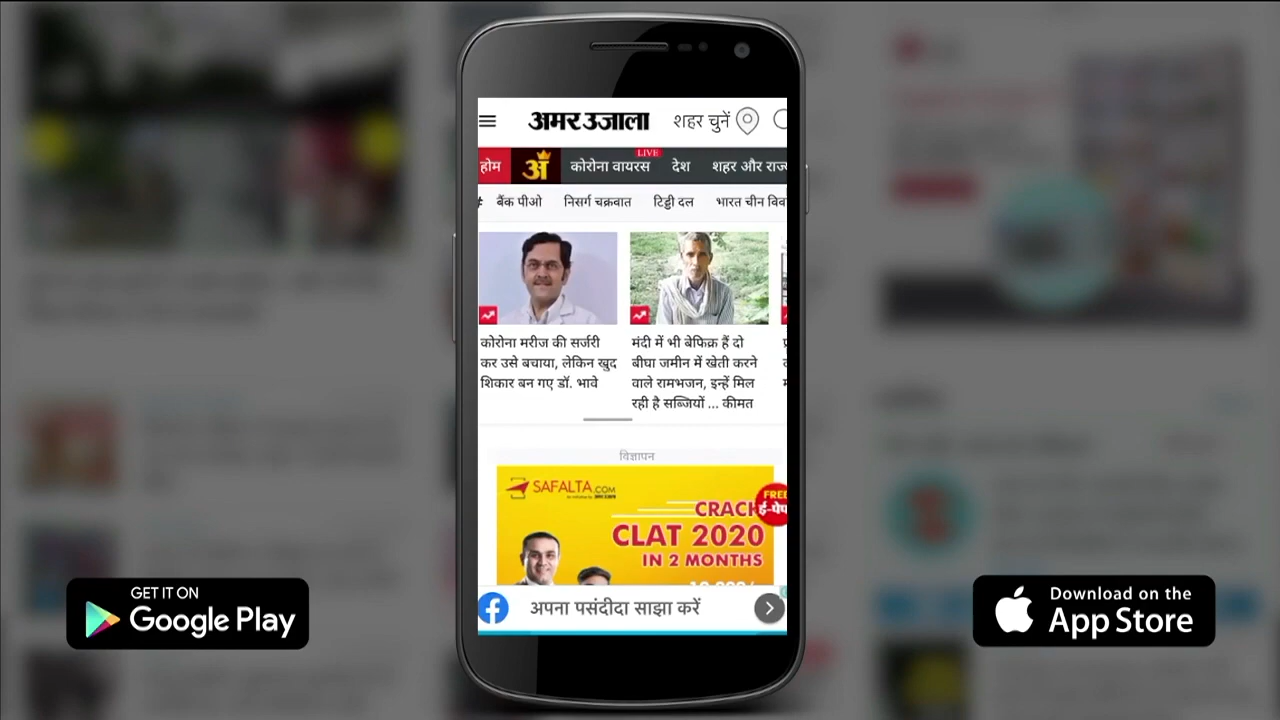 अमर उजाला
शहर चुनें
होम
अ
कोरोना वायरस
LIVE
देश
शहर और राज्
#
बैंक पीओ
निसर्ग चक्रवात
टिड्डी दल
भारत चीन विवा
कोरोना मरीज की सर्जरी
कर उसे बचाया, लेकिन खुद
शिकार बन गए डॉ. भावे
मंदी में भी बेफिक्र हैं दो
बीघा जमीन में खेती करने
वाले रामभजन, इन्हें मिल
रही है सब्जियों ... कीमत
विज्ञापन
SAFALTA.COM
CRACK
FREE
ई-पेप
CLAT 2020
IN 2 MONTHS
अपना पसंदीदा साझा करें
GET IT ON
Google Play
Download on the
App Store